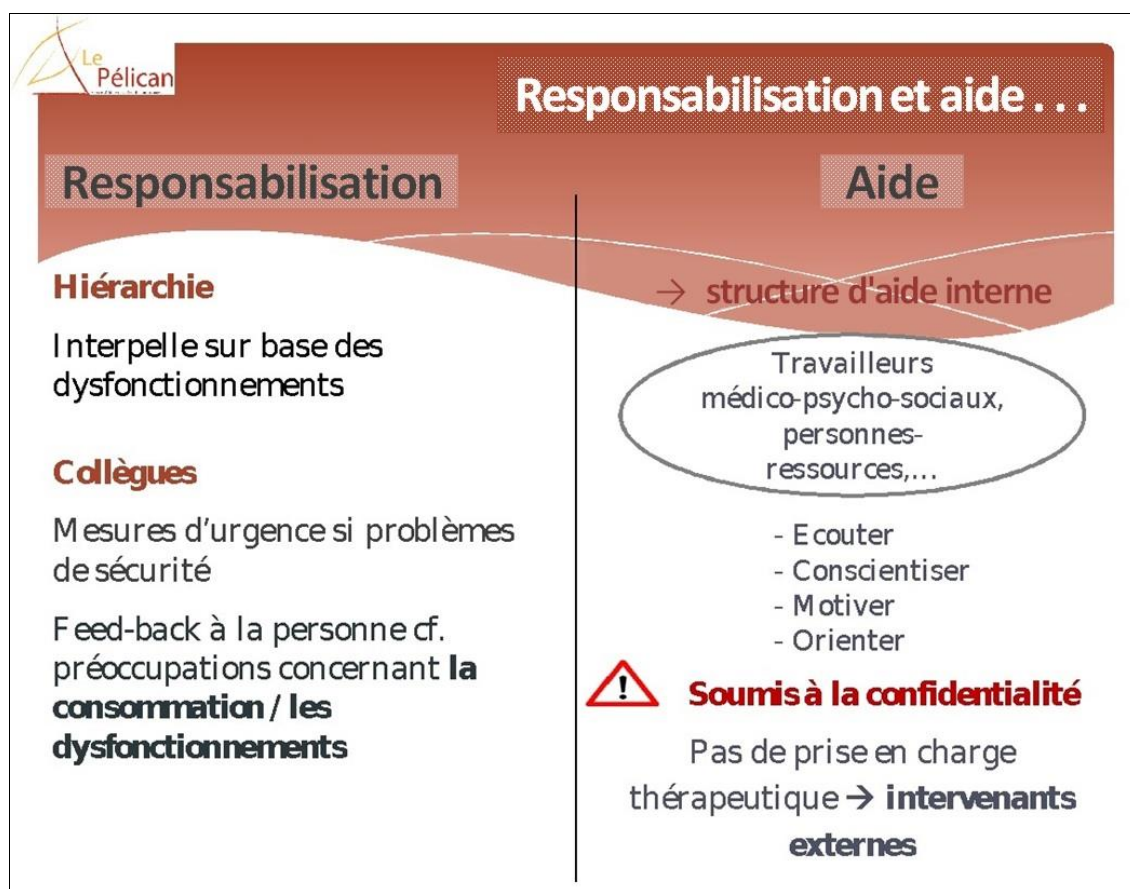 Le
Pélican
Responsabilisation et aide . . .
Responsabilisation
Hiérarchie
Interpelle sur base des
dysfonctionnements
Collègues
Mesures d’urgence si problèmes
de sécurité
Feed-back à la personne cf.
préoccupations concernant la
consommation / les
dysfonctionnements
Aide
→ structure d'aide interne
Travailleurs
médico-psycho-sociaux,
personnes-
ressources,...
- Ecouter
- Conscientiser
- Motiver
- Orienter
! Soumis à la confidentialité
Pas de prise en charge
thérapeutique → intervenants
externes